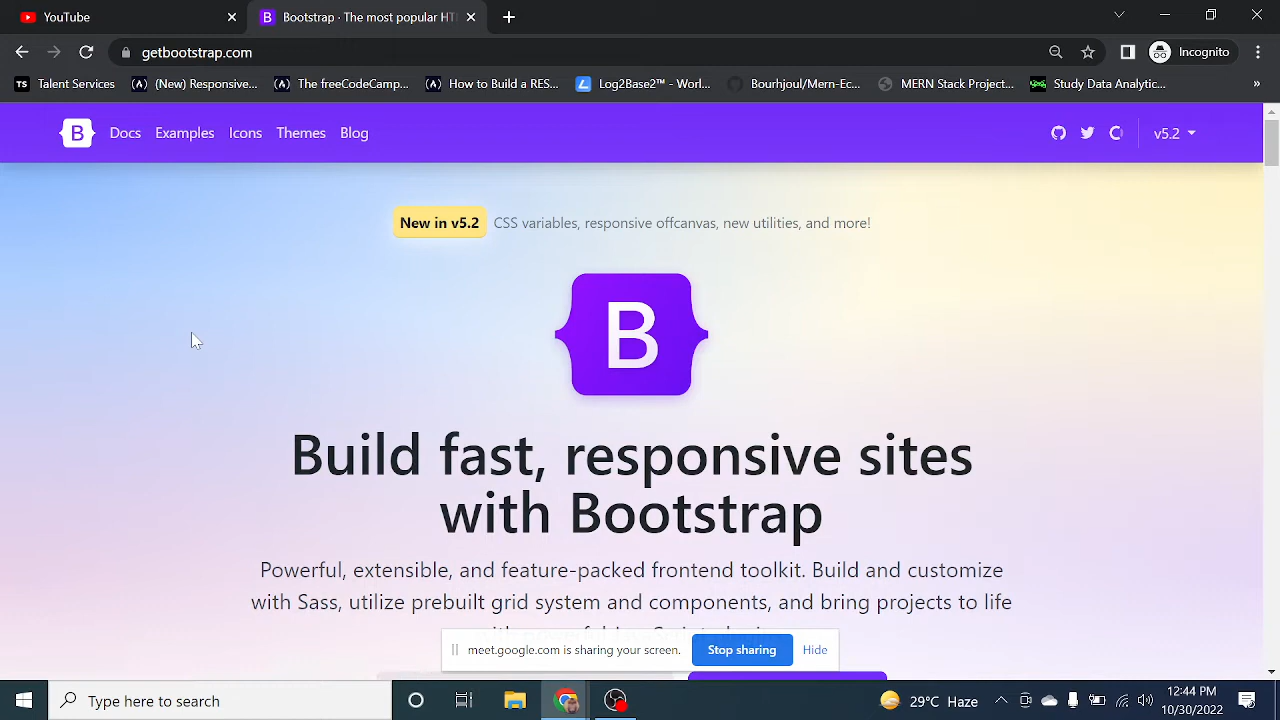 YouTube
Bootstrap · The most popular HT
getbootstrap.com
Incognito
TS Talent Services
(New) Responsive...
The freeCodeCamp...
How to Build a RES...
Log2Base2™ - Worl...
Bourhjoul/Mern-Ec...
MERN Stack Project...
Study Data Analytic...
»
B Docs Examples Icons Themes Blog
v5.2
New in v5.2 CSS variables, responsive offcanvas, new utilities, and more!
B
Build fast, responsive sites
with Bootstrap
Powerful, extensible, and feature-packed frontend toolkit. Build and customize
with Sass, utilize prebuilt grid system and components, and bring projects to life
meet.google.com is sharing your screen. Stop sharing Hide
Type here to search
29°C Haze
12:44 PM
10/30/2022